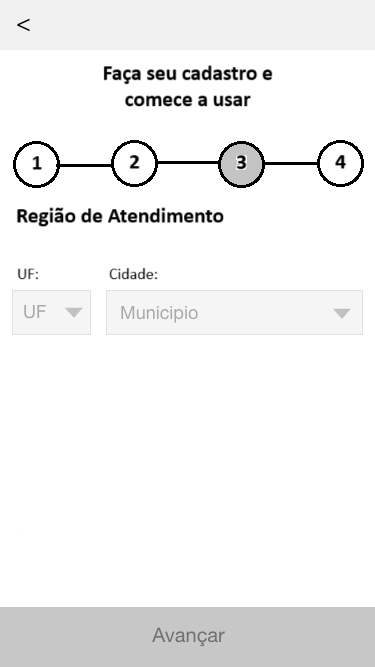 <
Faça seu cadastro e
comece a usar
1 2 3 4
Região de Atendimento
UF: Cidade:
UF Municipio
Avançar